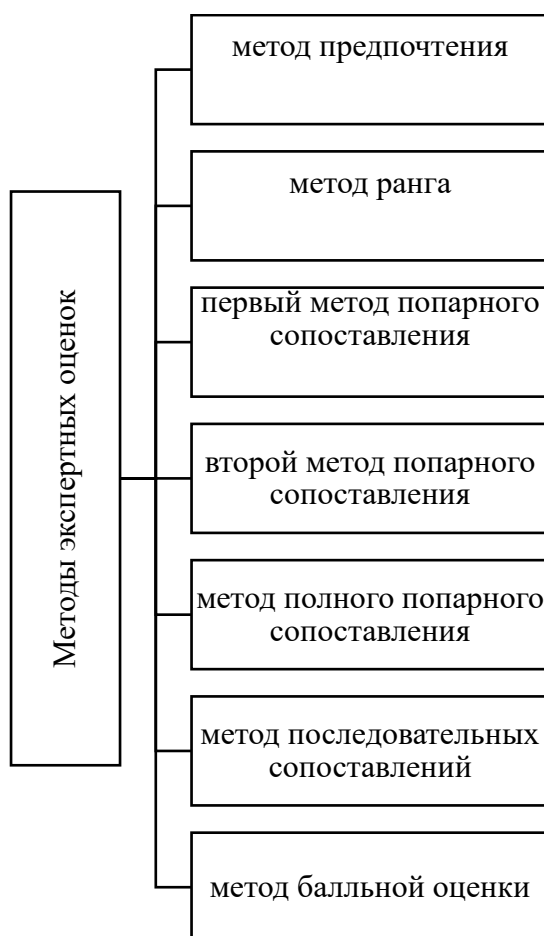 Методы экспертных оценок
метод предпочтения
метод ранга
первый метод попарного
сопоставления
второй метод попарного
сопоставления
метод полного попарного
сопоставления
метод последовательных
сопоставлений
метод балльной оценки